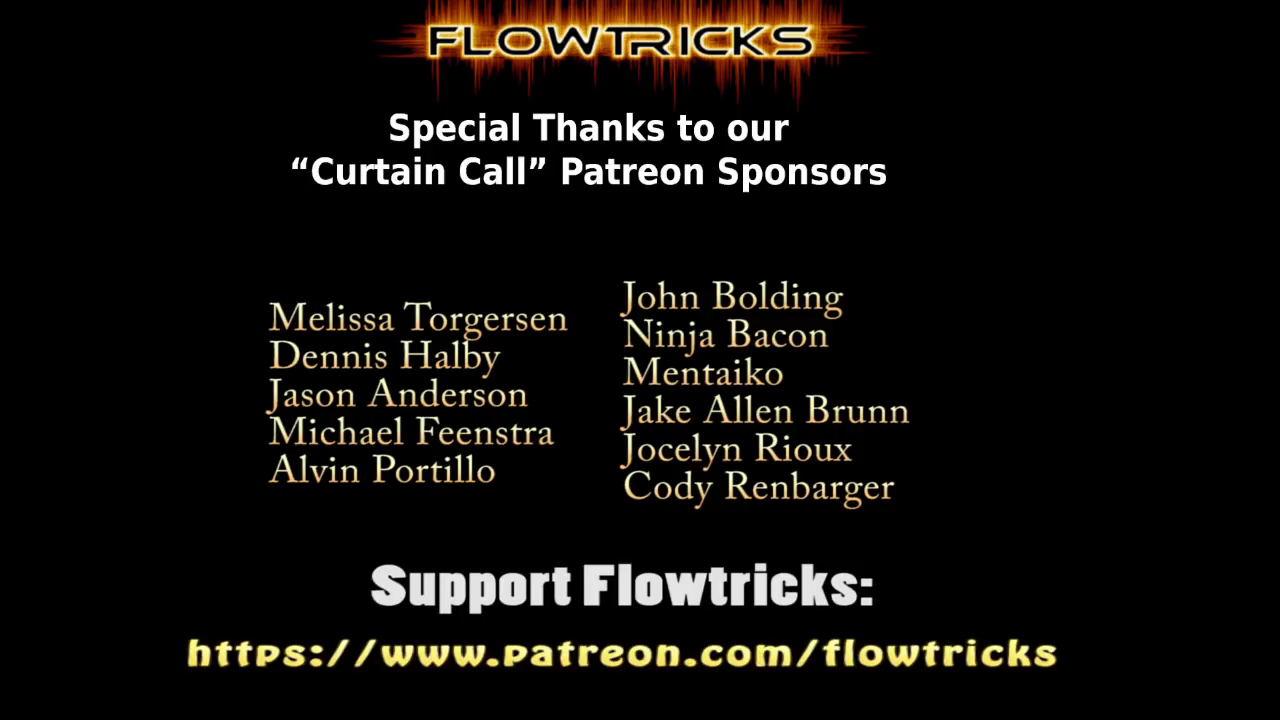 FLOWTRICKS
Special Thanks to our
“Curtain Call” Patreon Sponsors
Melissa Torgersen
Dennis Halby
Jason Anderson
Michael Feenstra
Alvin Portillo
John Bolding
Ninja Bacon
Mentaiko
Jake Allen Brunn
Jocelyn Rioux
Cody Renbarger
Support Flowtricks:
https://www.patreon.com/flowtricks